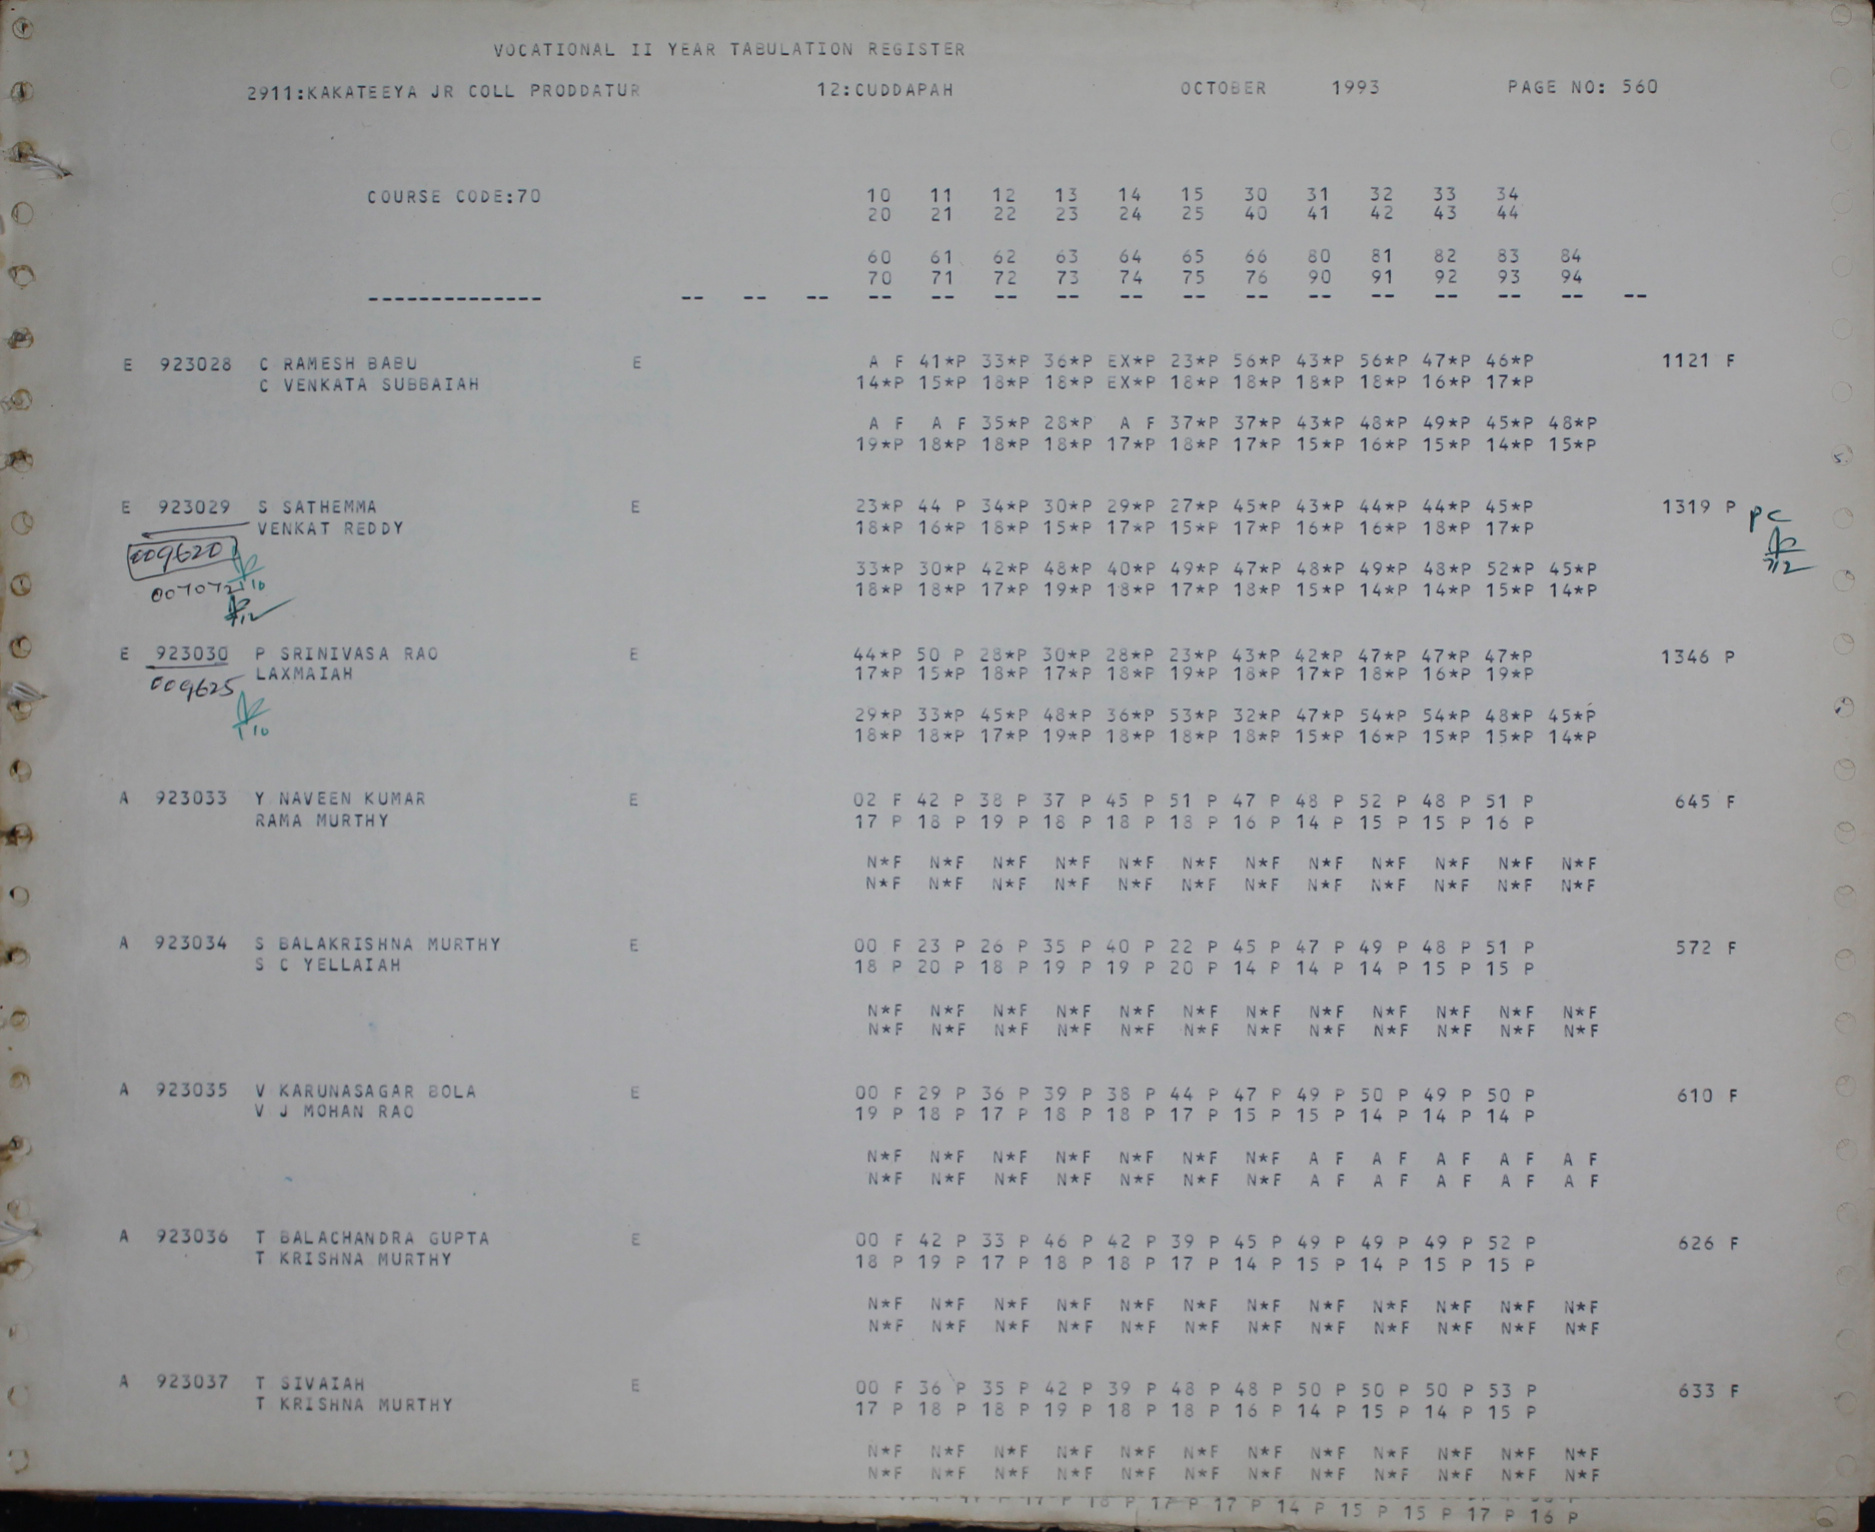 VOCATIONAL II YEAR TABULATION REGISTER
2911:KAKATEEYA JR COLL PRODDATUR 12:CUDDAPAH OCTOBER 1993 PAGE NO: 560
COURSE CODE:70 10 11 12 13 14 15 30 31 32 33 34
20 21 22 23 24 25 40 41 42 43 44
60 61 62 63 64 65 66 80 81 82 83 84
70 71 72 73 74 75 76 90 91 92 93 94
-------------- -- -- -- -- -- -- -- -- -- -- -- -- -- -- -- --
E 923028 C RAMESH BABU E A F 41*P 33*P 36*P EX*P 23*P 56*P 43*P 56*P 47*P 46*P 1121 F
C VENKATA SUBBAIAH 14*P 15*P 18*P 18*P EX*P 18*P 18*P 18*P 18*P 16*P 17*P
A F A F 35*P 28*P A F 37*P 37*P 43*P 48*P 49*P 45*P 48*P
19*P 18*P 18*P 18*P 17*P 18*P 17*P 15*P 16*P 15*P 14*P 15*P
E 923029 S SATHEMMA E 23*P 44 P 34*P 30*P 29*P 27*P 45*P 43*P 44*P 44*P 45*P 1319 P PC
VENKAT REDDY 18*P 16*P 18*P 15*P 17*P 15*P 17*P 16*P 16*P 18*P 17*P
009620
33*P 30*P 42*P 48*P 40*P 49*P 47*P 48*P 49*P 48*P 52*P 45*P
007072 18*P 18*P 17*P 19*P 18*P 17*P 18*P 15*P 14*P 14*P 15*P 14*P
E 923030 P SRINIVASA RAO E 44*P 50 P 28*P 30*P 28*P 23*P 43*P 42*P 47*P 47*P 47*P 1346 P
LAXMAIAH 17*P 15*P 18*P 17*P 18*P 19*P 18*P 17*P 18*P 16*P 19*P
009625
29*P 33*P 45*P 48*P 36*P 53*P 32*P 47*P 54*P 54*P 48*P 45*P
18*P 18*P 17*P 19*P 18*P 18*P 18*P 15*P 16*P 15*P 15*P 14*P
A 923033 Y NAVEEN KUMAR E 02 F 42 P 38 P 37 P 45 P 51 P 47 P 48 P 52 P 48 P 51 P 645 F
RAMA MURTHY 17 P 18 P 19 P 18 P 18 P 18 P 16 P 14 P 15 P 15 P 16 P
N*F N*F N*F N*F N*F N*F N*F N*F N*F N*F N*F N*F
N*F N*F N*F N*F N*F N*F N*F N*F N*F N*F N*F N*F
A 923034 S BALAKRISHNA MURTHY E 00 F 23 P 26 P 35 P 40 P 22 P 45 P 47 P 49 P 48 P 51 P 572 F
S C YELLAIAH 18 P 20 P 18 P 19 P 19 P 20 P 14 P 14 P 14 P 15 P 15 P
N*F N*F N*F N*F N*F N*F N*F N*F N*F N*F N*F N*F
N*F N*F N*F N*F N*F N*F N*F N*F N*F N*F N*F N*F
A 923035 V KARUNASAGAR BOLA E 00 F 29 P 36 P 39 P 38 P 44 P 47 P 49 P 50 P 49 P 50 P 610 F
V J MOHAN RAO 19 P 18 P 17 P 18 P 18 P 17 P 15 P 15 P 14 P 14 P 14 P
N*F N*F N*F N*F N*F N*F N*F A F A F A F A F A F
N*F N*F N*F N*F N*F N*F N*F A F A F A F A F A F
A 923036 T BALACHANDRA GUPTA E 00 F 42 P 33 P 46 P 42 P 39 P 45 P 49 P 49 P 49 P 52 P 626 F
T KRISHNA MURTHY 18 P 19 P 17 P 18 P 18 P 17 P 14 P 15 P 14 P 15 P 15 P
N*F N*F N*F N*F N*F N*F N*F N*F N*F N*F N*F N*F
N*F N*F N*F N*F N*F N*F N*F N*F N*F N*F N*F N*F
A 923037 T SIVAIAH E 00 F 36 P 35 P 42 P 39 P 48 P 48 P 50 P 50 P 50 P 53 P 633 F
T KRISHNA MURTHY 17 P 18 P 18 P 19 P 18 P 18 P 16 P 14 P 15 P 14 P 15 P
N*F N*F N*F N*F N*F N*F N*F N*F N*F N*F N*F N*F
N*F N*F N*F N*F N*F N*F N*F N*F N*F N*F N*F N*F
17 P 18 P 17 P 17 P 14 P 15 P 15 P 17 P 16 P